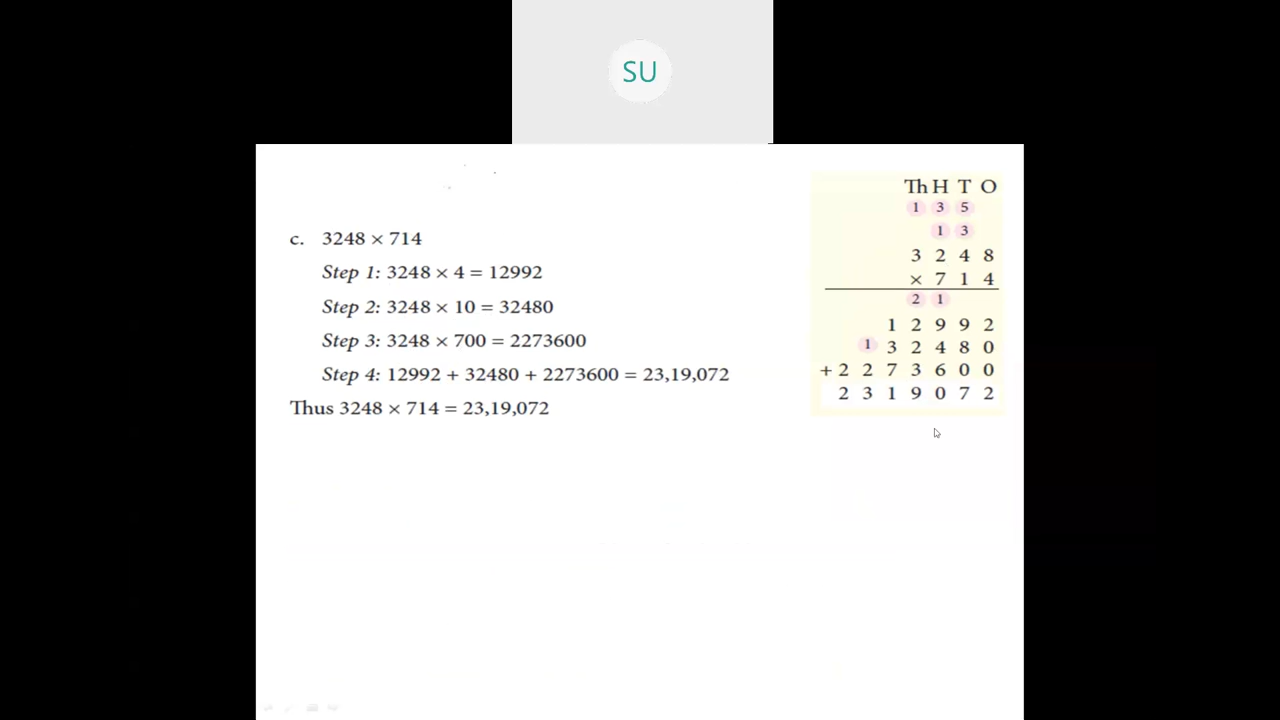 SU
c. 3248 × 714
Step 1: 3248 × 4 = 12992
Step 2: 3248 × 10 = 32480
Step 3: 3248 × 700 = 2273600
Step 4: 12992 + 32480 + 2273600 = 23,19,072
Thus 3248 × 714 = 23,19,072
Th H T O
1 3 5
1 3
3 2 4 8
× 7 1 4
2 1
1 2 9 9 2
1 3 2 4 8 0
+ 2 2 7 3 6 0 0
2 3 1 9 0 7 2